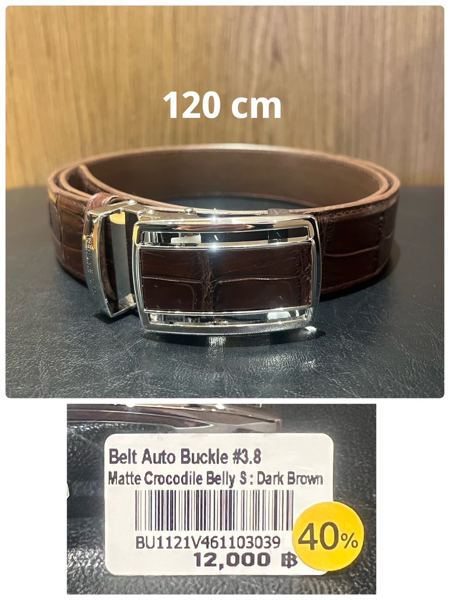 120 cm
Belt Auto Buckle #3.8
Matte Crocodile Belly S : Dark Brown
BU1121V461103039
12,000 ฿
40%